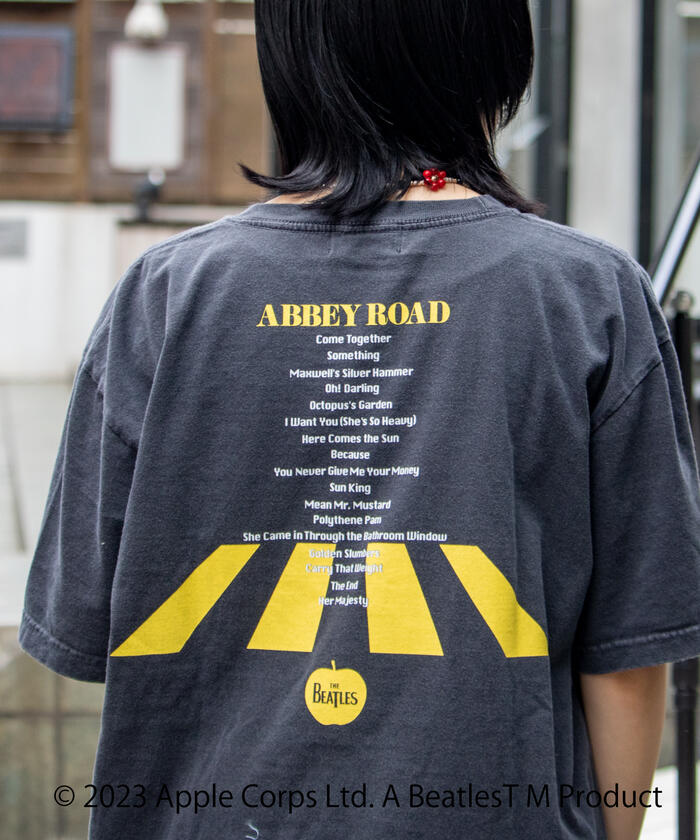 ABBEY ROAD
Come Together
Something
Maxwell's Silver Hammer
Oh! Darling
Octopus's Garden
I Want You (She's So Heavy)
Here Comes the Sun
Because
You Never Give Me Your Money
Sun King
Mean Mr. Mustard
Polythene Pam
She Came in Through the Bathroom Window
Golden Slumbers
Carry That Weight
The End
Her Majesty
THE
BEATLES
© 2023 Apple Corps Ltd. A BeatlesT M Product